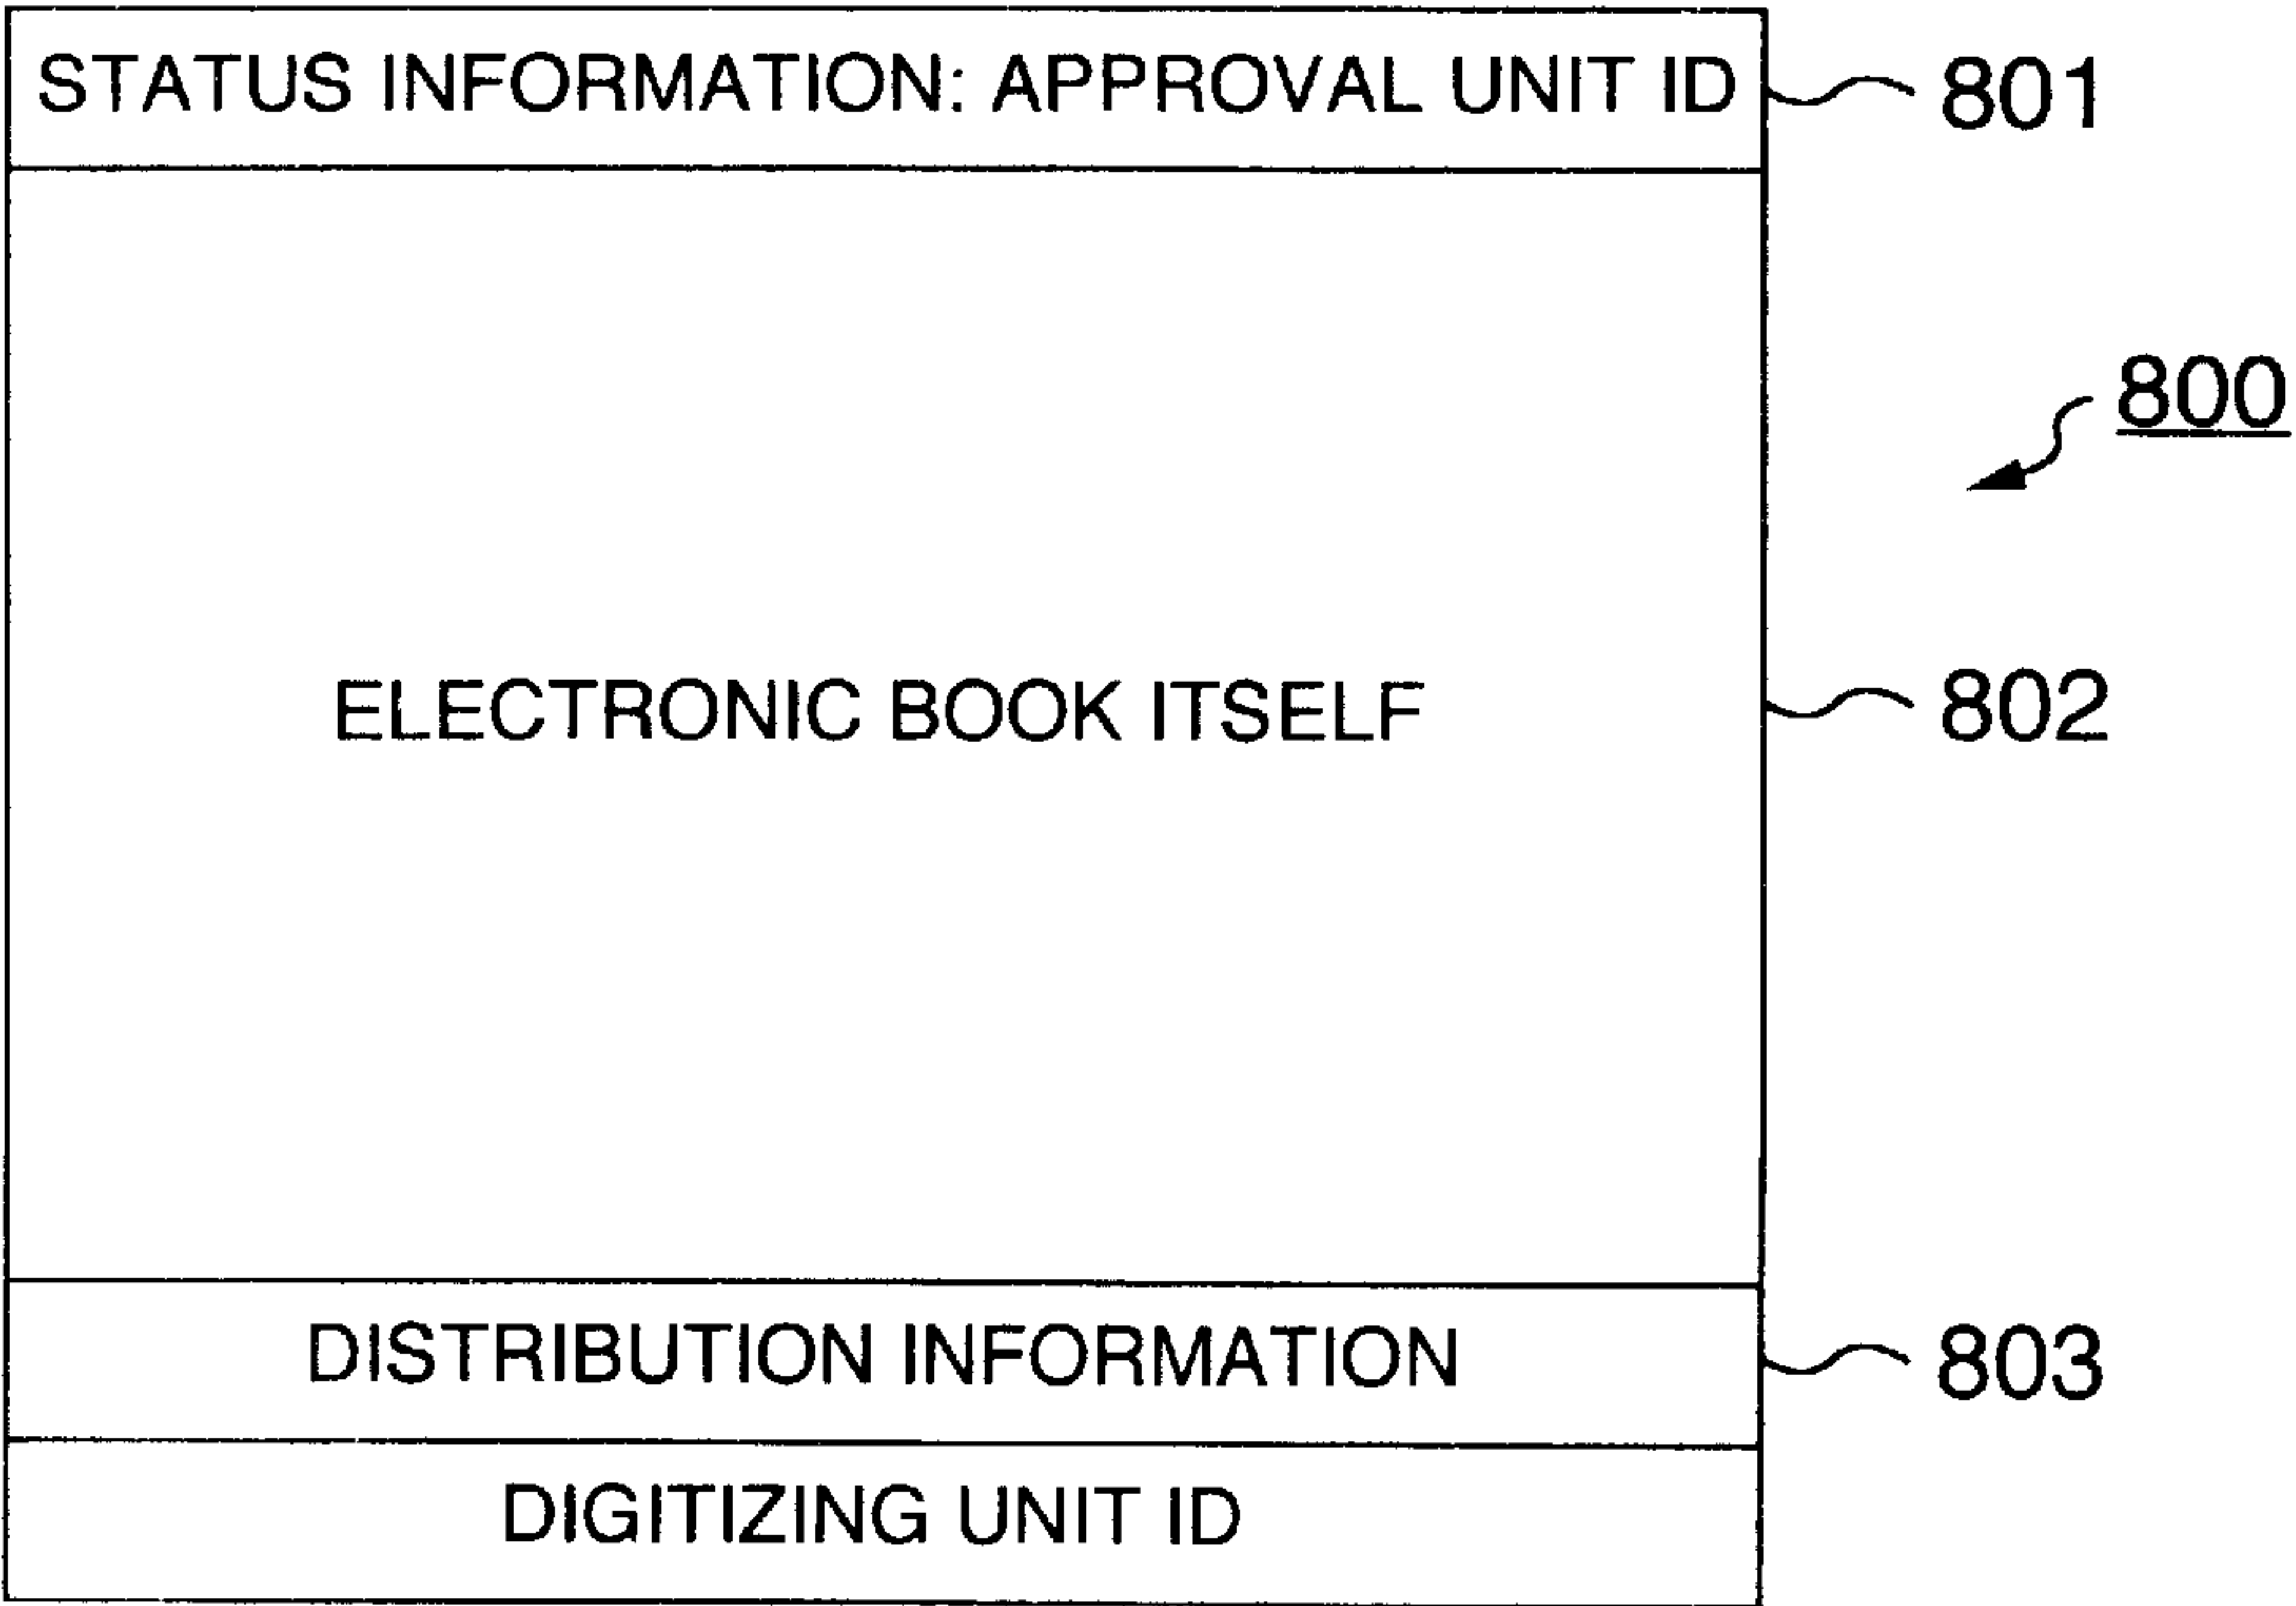 STATUS INFORMATION: APPROVAL UNIT ID 801
800
ELECTRONIC BOOK ITSELF 802
DISTRIBUTION INFORMATION 803
DIGITIZING UNIT ID